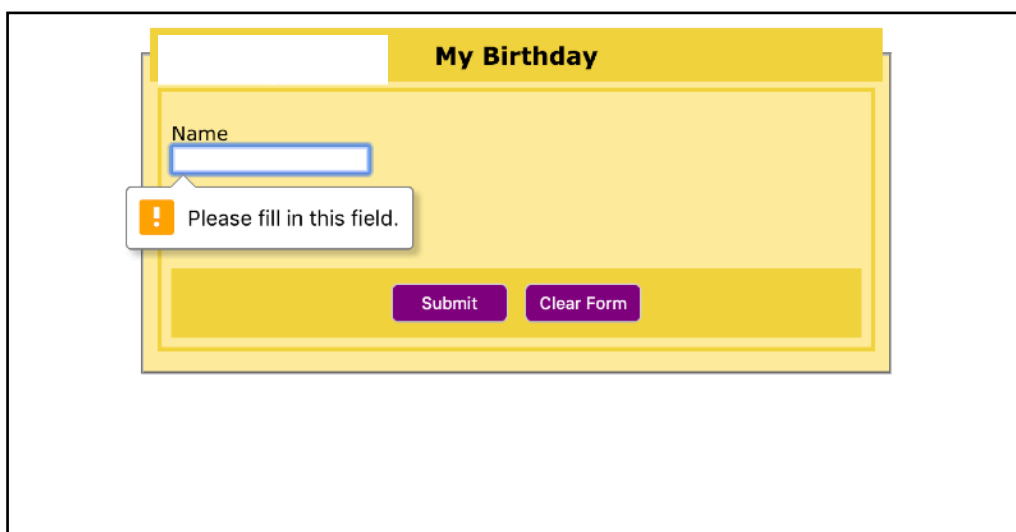 My Birthday
Name
Please fill in this field.
Submit
Clear Form